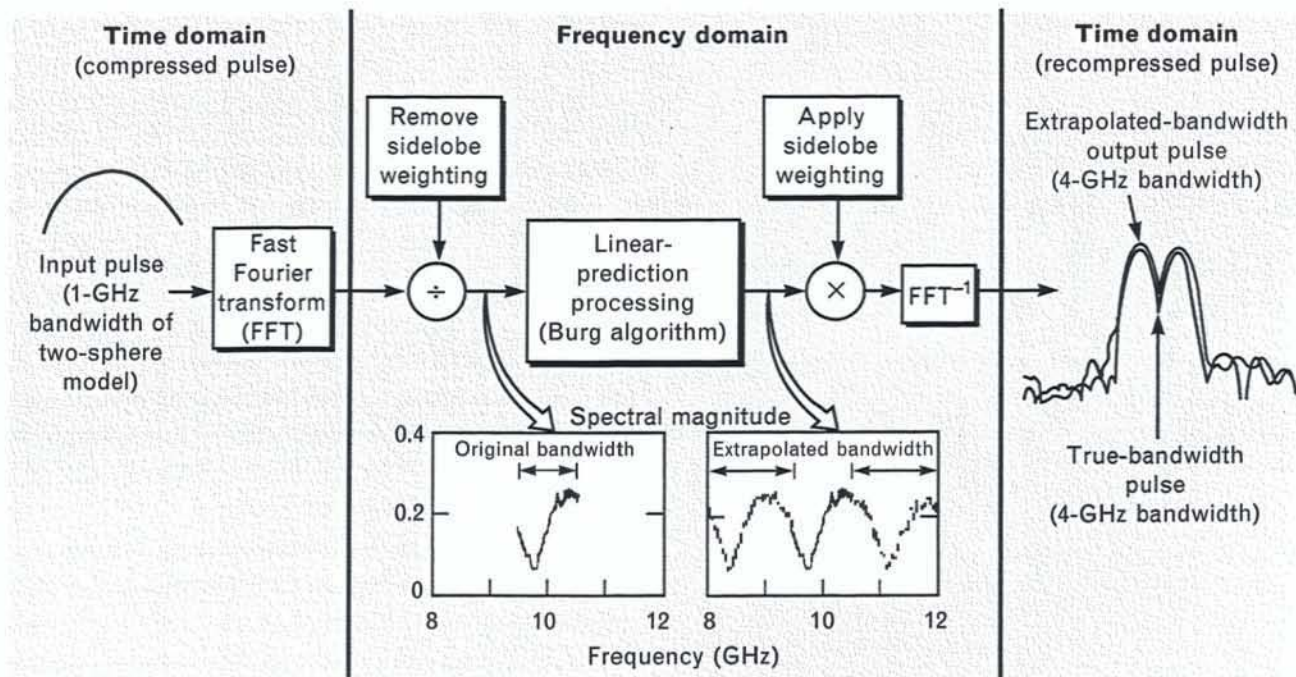 Time domain
(compressed pulse)
Frequency domain
Time domain
(recompressed pulse)
Input pulse
(1-GHz
bandwidth of
two-sphere
model)
Fast
Fourier
transform
(FFT)
Remove
sidelobe
weighting
÷
Linear-
prediction
processing
(Burg algorithm)
Apply
sidelobe
weighting
×
FFT⁻¹
Extrapolated-bandwidth
output pulse
(4-GHz bandwidth)
True-bandwidth
pulse
(4-GHz bandwidth)
Spectral magnitude
0.4
0.2
0
Original bandwidth
8 10 12
Extrapolated bandwidth
8 10 12
Frequency (GHz)